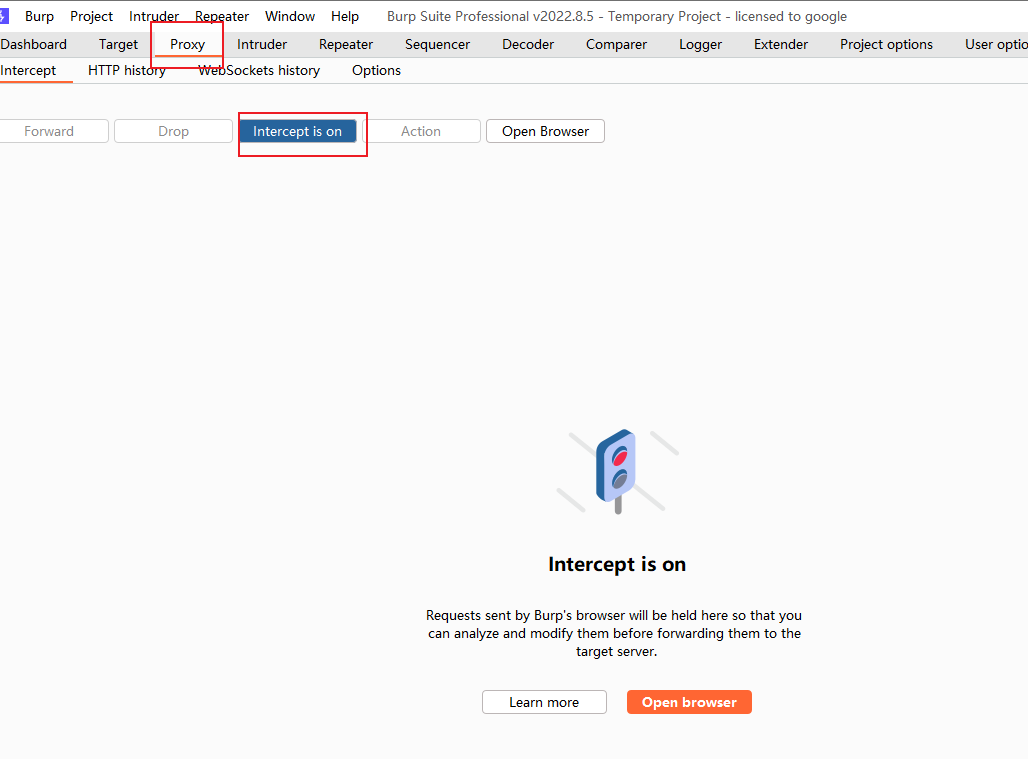 Burp Project Intruder Repeater Window Help Burp Suite Professional v2022.8.5 - Temporary Project - licensed to google
Dashboard Target Proxy Intruder Repeater Sequencer Decoder Comparer Logger Extender Project options User optio
Intercept HTTP history WebSockets history Options
Forward Drop Intercept is on Action Open Browser
Intercept is on
Requests sent by Burp's browser will be held here so that you
can analyze and modify them before forwarding them to the
target server.
Learn more Open browser